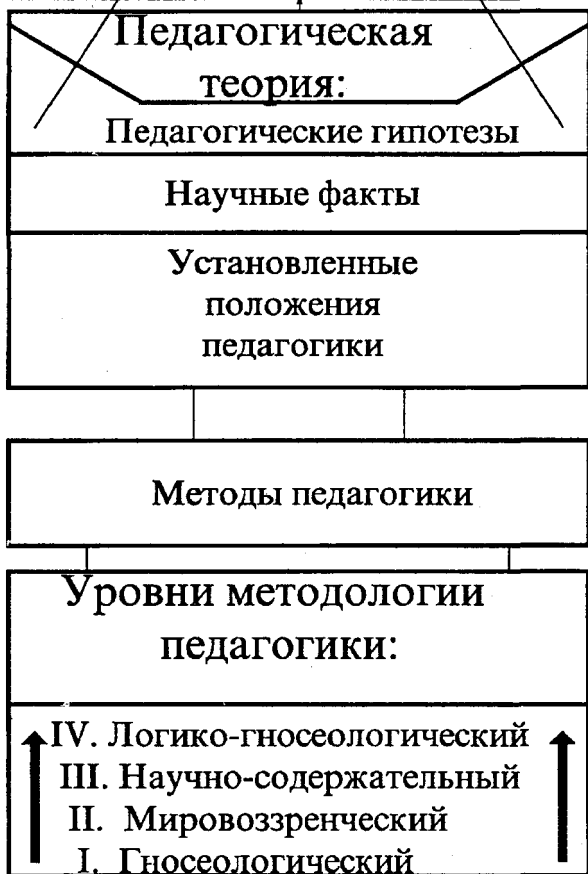 Педагогическая
теория:
Педагогические гипотезы
Научные факты
Установленные
положения
педагогики
Методы педагогики
Уровни методологии
педагогики:
IV. Логико-гносеологический
III. Научно-содержательный
II. Мировоззренческий
I. Гносеологический